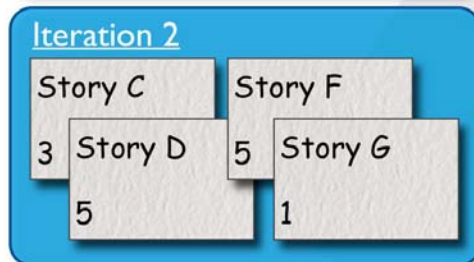 Iteration 2
Story C
3
Story D
5
Story F
5
Story G
1